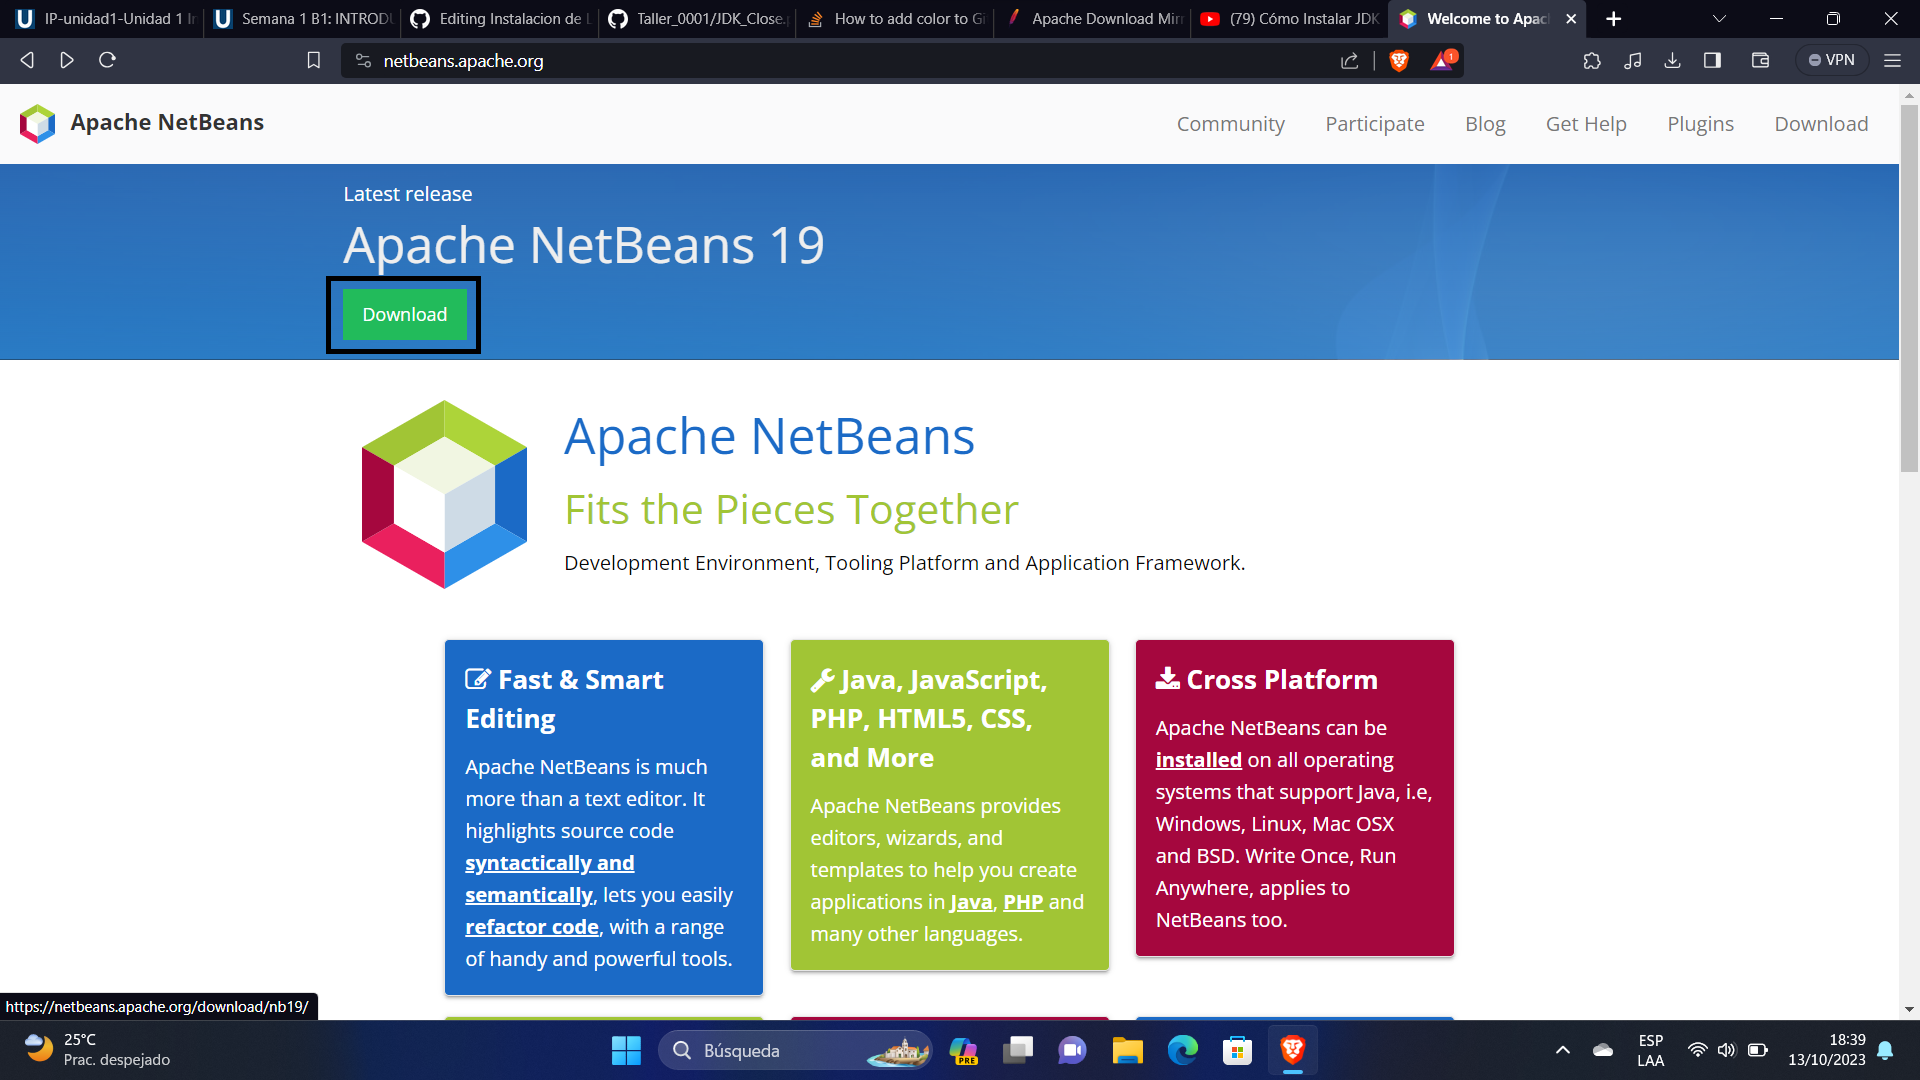 IP-unidad1-Unidad 1 I
Semana 1 B1: INTRODU
Editing Instalacion de
Taller_0001/JDK_Close.
How to add color to Gi
Apache Download Mirr
(79) Cómo Instalar JDK
Welcome to Apac
netbeans.apache.org
1
VPN
Apache NetBeans
Community
Participate
Blog
Get Help
Plugins
Download
Latest release
Apache NetBeans 19
Download
Apache NetBeans
Fits the Pieces Together
Development Environment, Tooling Platform and Application Framework.
Fast & Smart
Editing
Apache NetBeans is much
more than a text editor. It
highlights source code
syntactically and
semantically, lets you easily
refactor code, with a range
of handy and powerful tools.
Java, JavaScript,
PHP, HTML5, CSS,
and More
Apache NetBeans provides
editors, wizards, and
templates to help you create
applications in Java, PHP and
many other languages.
Cross Platform
Apache NetBeans can be
installed on all operating
systems that support Java, i.e,
Windows, Linux, Mac OSX
and BSD. Write Once, Run
Anywhere, applies to
NetBeans too.
https://netbeans.apache.org/download/nb19/
25°C
Prac. despejado
Búsqueda
PRE
ESP
LAA
18:39
13/10/2023